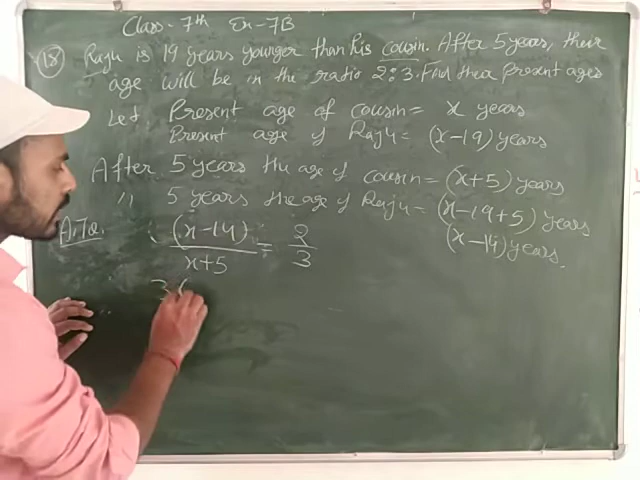 Class - 7th Ex - 7B
(18) Raju is 19 years younger than his cousin. After 5 years, their
age will be in the ratio 2:3. Find their present ages
Let Present age of cousin = x years
Present age of Raju = (x-19) years
After 5 years the age of cousin = (x+5) years
" 5 years the age of Raju = (x-19+5) years
(x-14) years.
A.T.Q. (x-14)/x+5 = 2/3
3(